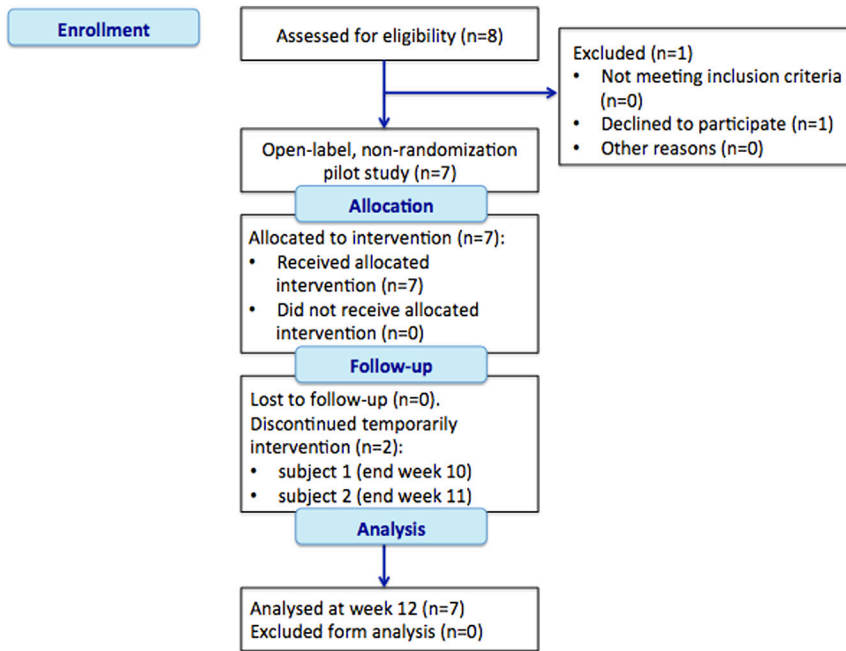 Enrollment
Assessed for eligibility (n=8)
Excluded (n=1)
• Not meeting inclusion criteria
(n=0)
• Declined to participate (n=1)
• Other reasons (n=0)
Open-label, non-randomization
pilot study (n=7)
Allocation
Allocated to intervention (n=7):
• Received allocated
intervention (n=7)
• Did not receive allocated
intervention (n=0)
Follow-up
Lost to follow-up (n=0).
Discontinued temporarily
intervention (n=2):
• subject 1 (end week 10)
• subject 2 (end week 11)
Analysis
Analysed at week 12 (n=7)
Excluded form analysis (n=0)